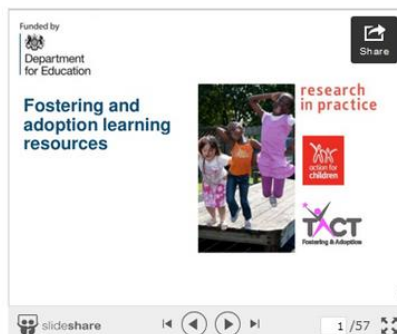 Funded by
Department
for Education
Share
Fostering and
adoption learning
resources
research
in practice
action for
children
TACT
Fostering & Adoption
slideshare
1 /57